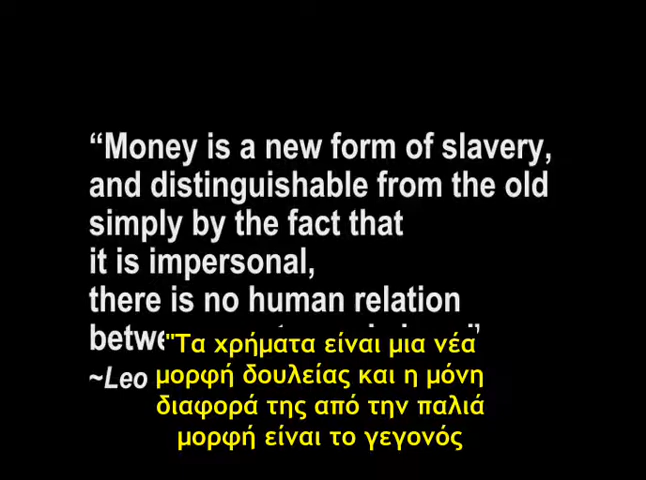 “Money is a new form of slavery,
and distinguishable from the old
simply by the fact that
it is impersonal,
there is no human relation
~Leo
"Τα χρήματα είναι μια νέα
μορφή δουλείας και η μόνη
διαφορά της από την παλιά
μορφή είναι το γεγονός